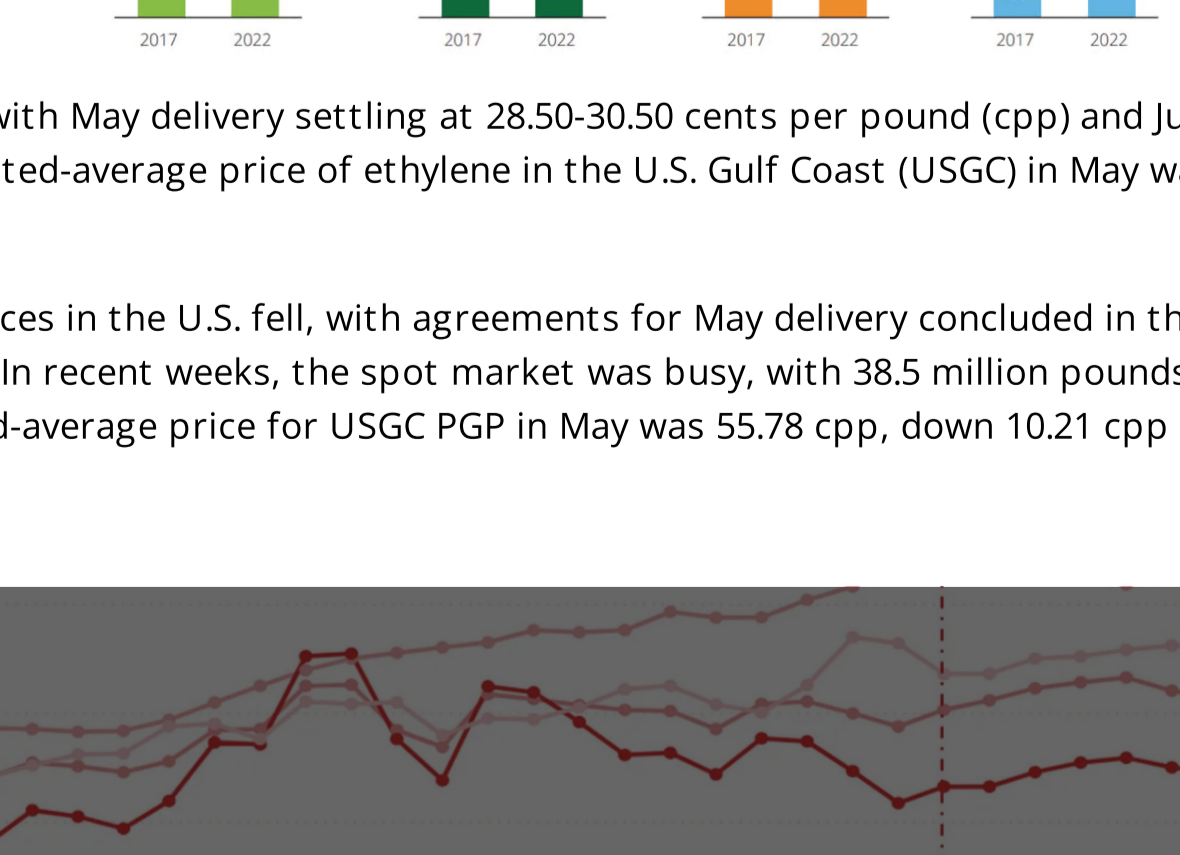 2017 2022 2017 2022 2017 2022 2017 2022
with May delivery settling at 28.50-30.50 cents per pound (cpp) and
ted-average price of ethylene in the U.S. Gulf Coast (USGC) in May
ces in the U.S. fell, with agreements for May delivery concluded in
In recent weeks, the spot market was busy, with 38.5 million pounds
d-average price for USGC PGP in May was 55.78 cpp, down 10.21 cpp